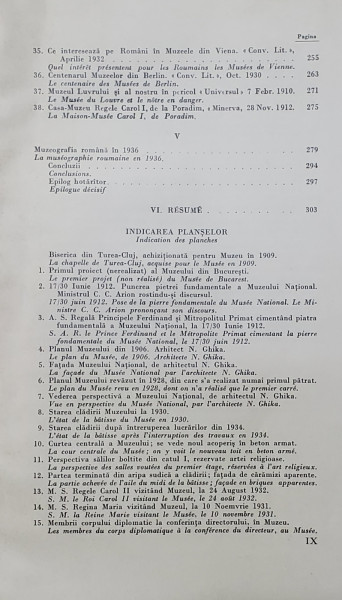 Pagina
35. Ce interesează pe Români în Muzeele din Viena. « Conv. Lit. »,
Aprilie 1932 . . . . . . . . . . . . . 255
Quel intérêt présentent pour les Roumains les Musées de Vienne.
36. Centenarul Muzeelor din Berlin. « Conv. Lit. », Oct. 1930 . . . . 263
Le centenaire des Musées de Berlin.
37. Muzeul Luvrului și al nostru în pericol « Universul » 7 Febr. 1910. 271
Le Musée du Louvre et le nôtre en danger.
38. Casa-Muzeu Regele Carol I, de la Poradim, « Minerva, 28 Nov. 1912. 275
La Maison-Musée Carol I, de Poradim.
V
Muzeografia română în 1936 . . . . . . . . . . . 279
La muséographie roumaine en 1936.
Concluzii . . . . . . . . . . . . . . . 294
Conclusions.
Epilog hotărîtor . . . . . . . . . . . . . 297
Epilogue décisif
VI. RÉSUMÉ . . . . . . . 303
INDICAREA PLANȘELOR
Indication des planches
Biserica din Turea-Cluj, achiziționată pentru Muzeu în 1909.
La chapelle de Turea-Cluj, acquise pour le Musée en 1909.
1. Primul proiect (nerealizat) al Muzeului din București.
Le premier projet (non réalisé) du Musée de Bucarest.
2. 17/30 Iunie 1912. Punerea pietrei fundamentale a Muzeului Național.
Ministrul C. C. Arion rostindu-și discursul.
17/30 juin 1912. Pose de la pierre fondamentale du Musée National. Le Mi-
nistre C. C. Arion prononçant son discours.
3. A. S. Regală Principele Ferdinand și Mitropolitul Primat cimentând piatra
fundamentală a Muzeului Național, la 17/30 Iunie 1912.
S. A. R. le Prince Ferdinand et le Métropolite Primat cimentant la pierre
fondamentale du Musée National, le 17/30 juin 1912.
4. Planul Muzeului din 1906. Arhitect N. Ghika.
Le plan du Musée, de 1906. Architecte N. Ghika.
5. Fațada Muzeului Național, de arhitectul N. Ghika.
La façade du Musée National par l'architecte N. Ghika.
6. Planul Muzeului revăzut în 1928, din care s'a realizat numai primul pătrat.
Le plan du Musée revu en 1928, dont on n'a réalisé que le premier carré.
7. Vederea perspectivă a Muzeului Național, de arhitectul N. Ghika.
Vue en perspective du Musée National, par l'architecte N. Ghika.
8. Starea clădirii Muzeului la 1930.
L'état de la bâtisse du Musée en 1930.
9. Starea clădirii după întreruperea lucrărilor din 1934.
L'état de la bâtisse après l'interruption des travaux en 1934.
10. Curtea centrală a Muzeului; se vede noul acoperiș în beton armat.
La cour centrale du Musée ; on y voit le nouveau toit en béton armé.
11. Perspectiva sălilor boltite din catul I, reservate artei religioase.
La perspective des salles voutées du premier étage, réservées à l'art religieux.
12. Partea terminată din aripa sudică a clădirii; fațada de cărămizi aparente.
La partie achevée de l'aile du midi de la bâtisse ; façade en briques apparentes.
13. M. S. Regele Carol II vizitând Muzeul, la 24 August 1932.
S. M. le Roi Carol II visitant le Musée, le 24 août 1932.
14. M. S. Regina Maria vizitând Muzeul, la 10 Noemvrie 1931.
S. M. la Reine Marie visitant le Musée, le 10 novembre 1931.
15. Membrii corpului diplomatic la conferința directorului, în Muzeu.
Les membres du corps diplomatique à la conférence du directeur, au Musée.
IX